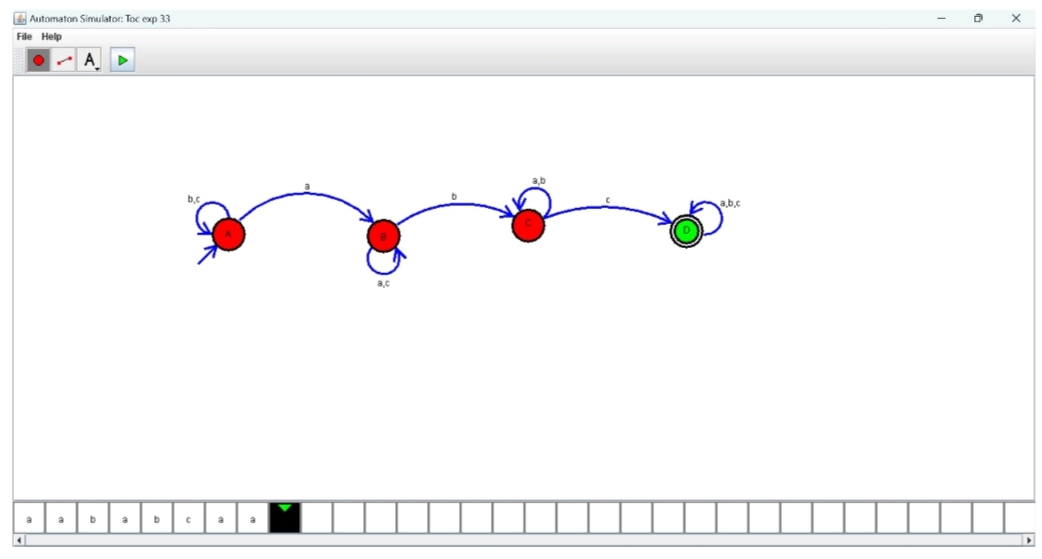 Automaton Simulator: Toc exp 33
File Help
A
a,b
a
b
b,c
c
a,b,c
A
B
C
D
a,c
a a b a b c a a